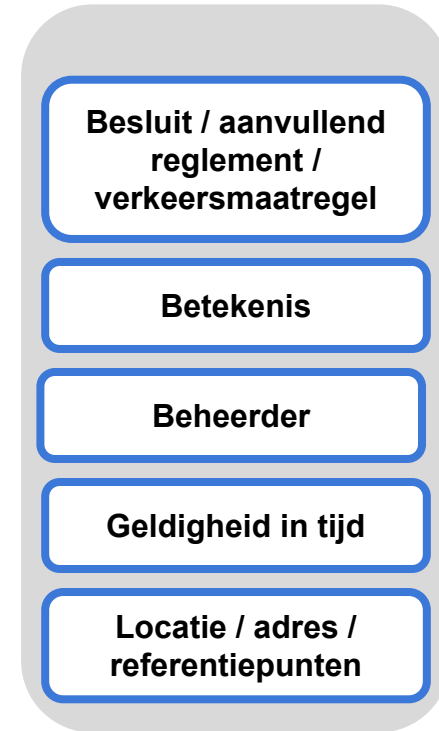 Besluit / aanvullend
reglement /
verkeersmaatregel
Betekenis
Beheerder
Geldigheid in tijd
Locatie / adres /
referentiepunten